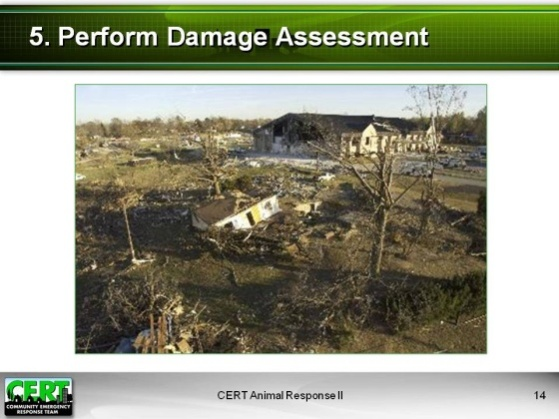 5. Perform Damage Assessment
CERT
COMMUNITY EMERGENCY
RESPONSE TEAM
CERT Animal Response II
14